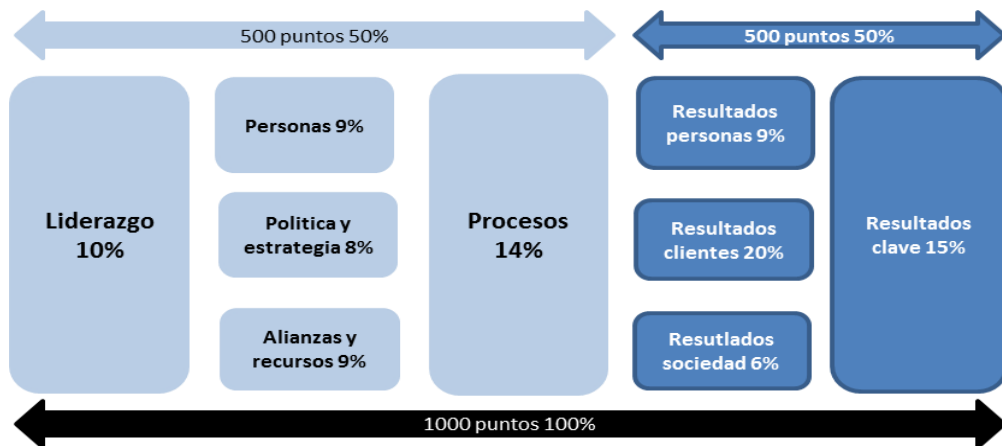 500 puntos 50%
500 puntos 50%
Liderazgo
10%
Personas 9%
Politica y
estrategia 8%
Alianzas y
recursos 9%
Procesos
14%
Resultados
personas 9%
Resultados
clientes 20%
Resutlados
sociedad 6%
Resultados
clave 15%
1000 puntos 100%